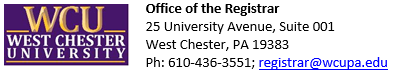 WCU
WEST CHESTER
UNIVERSITY
Office of the Registrar
25 University Avenue, Suite 001
West Chester, PA 19383
Ph: 610-436-3551; registrar@wcupa.edu